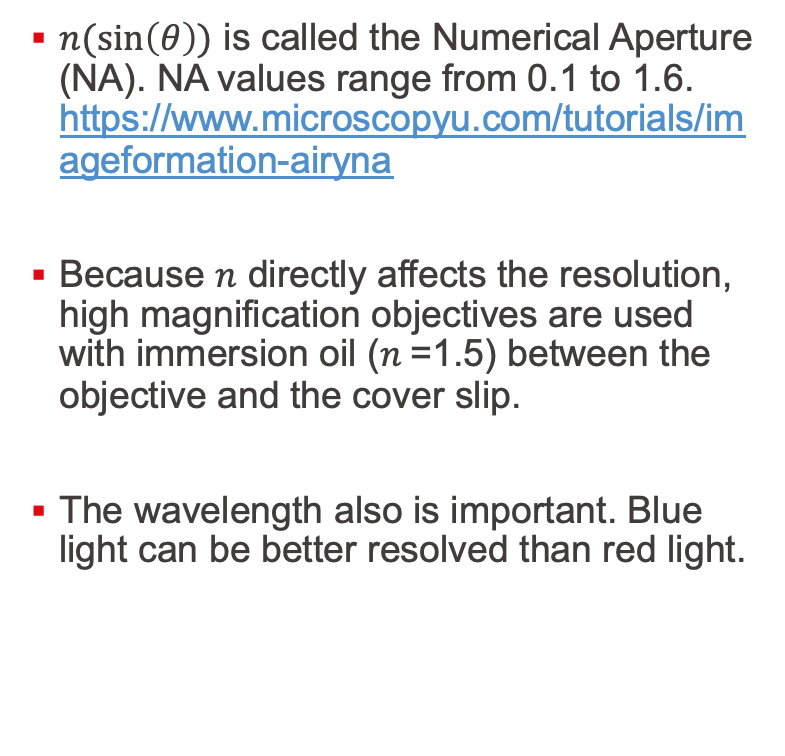 ▪ n(sin(θ)) is called the Numerical Aperture
(NA). NA values range from 0.1 to 1.6.
https://www.microscopyu.com/tutorials/im
ageformation-airyna
▪ Because n directly affects the resolution,
high magnification objectives are used
with immersion oil (n =1.5) between the
objective and the cover slip.
▪ The wavelength also is important. Blue
light can be better resolved than red light.